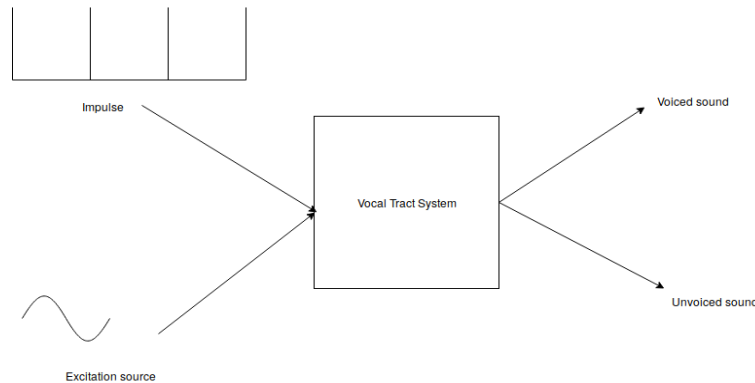 Impulse
Voiced sound
Vocal Tract System
Unvoiced sound
Excitation source